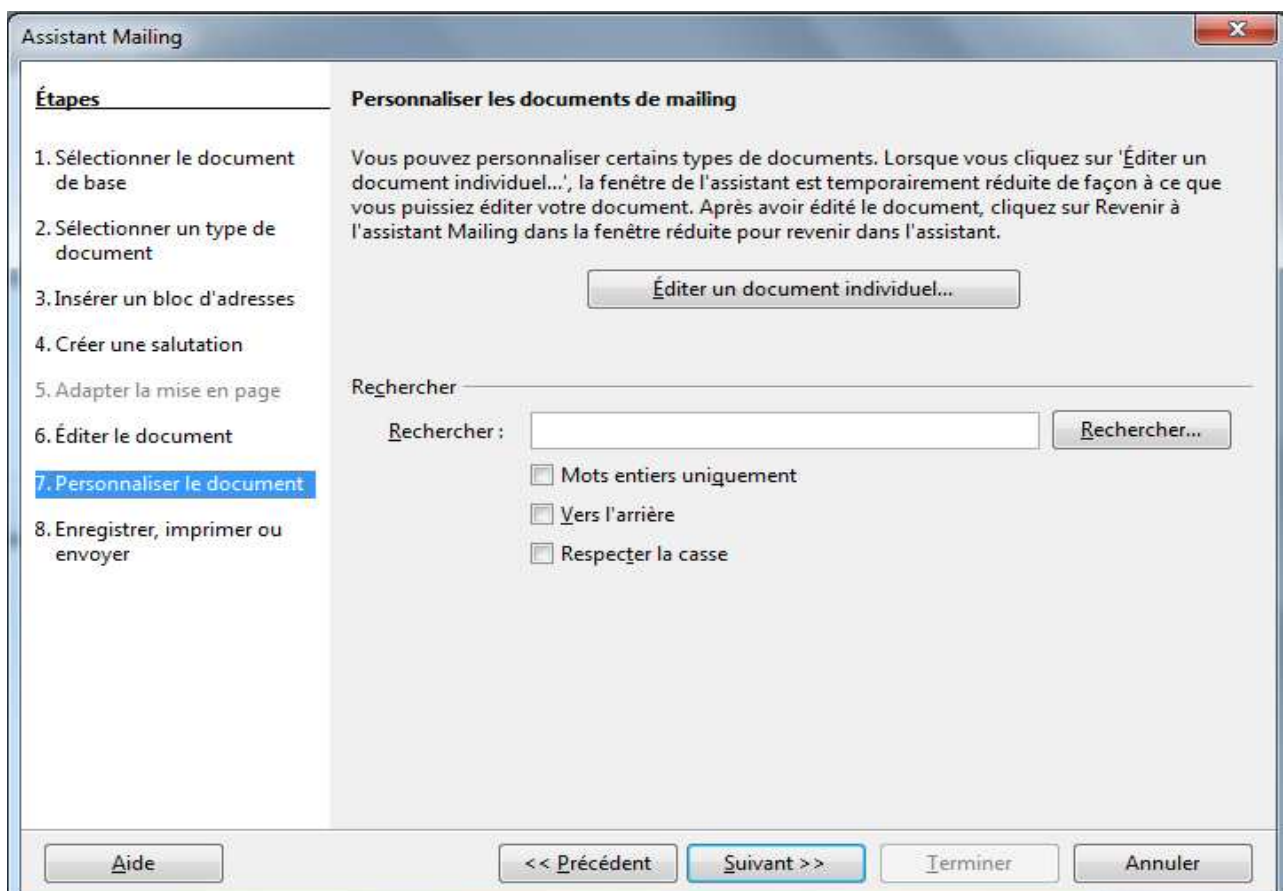 Assistant Mailing
Étapes
1. Sélectionner le document
de base
2. Sélectionner un type de
document
3. Insérer un bloc d'adresses
4. Créer une salutation
5. Adapter la mise en page
6. Éditer le document
7. Personnaliser le document
8. Enregistrer, imprimer ou
envoyer
Personnaliser les documents de mailing
Vous pouvez personnaliser certains types de documents. Lorsque vous cliquez sur 'Éditer un
document individuel...', la fenêtre de l'assistant est temporairement réduite de façon à ce que
vous puissiez éditer votre document. Après avoir édité le document, cliquez sur Revenir à
l'assistant Mailing dans la fenêtre réduite pour revenir dans l'assistant.
Éditer un document individuel...
Rechercher
Rechercher :
Rechercher...
Mots entiers uniquement
Vers l'arrière
Respecter la casse
Aide
<< Précédent
Suivant >>
Terminer
Annuler